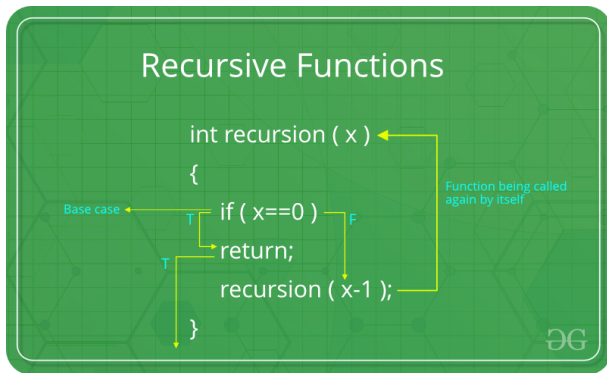 Recursive Functions
int recursion ( x )
{
Function being called
again by itself
Base case
T
if ( x==0 )
F
return;
T
recursion ( x-1 );
}
GG